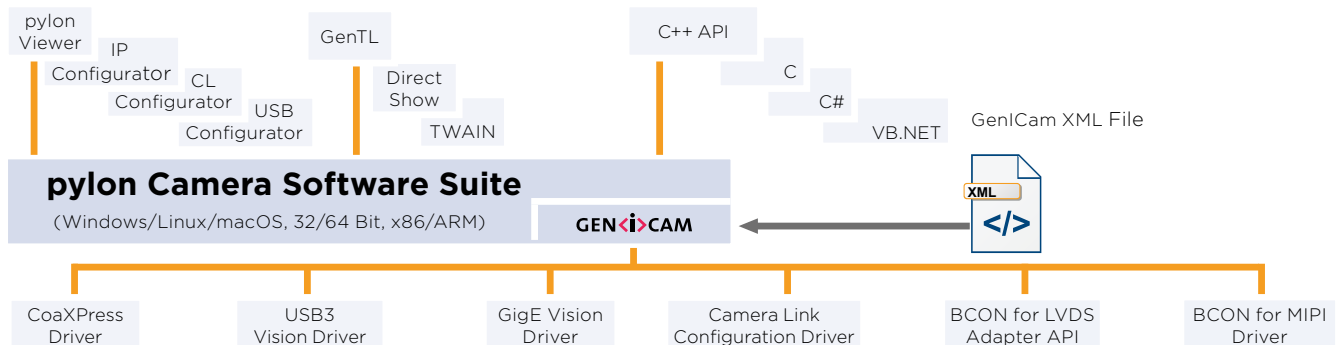 pylon
Viewer
IP
Configurator
CL
Configurator
USB
Configurator
GenTL
Direct
Show
TWAIN
C++ API
C
C#
VB.NET
GenICam XML File
XML
</>
pylon Camera Software Suite
(Windows/Linux/macOS, 32/64 Bit, x86/ARM)
GEN<i>CAM
CoaXPress
Driver
USB3
Vision Driver
GigE Vision
Driver
Camera Link
Configuration Driver
BCON for LVDS
Adapter API
BCON for MIPI
Driver